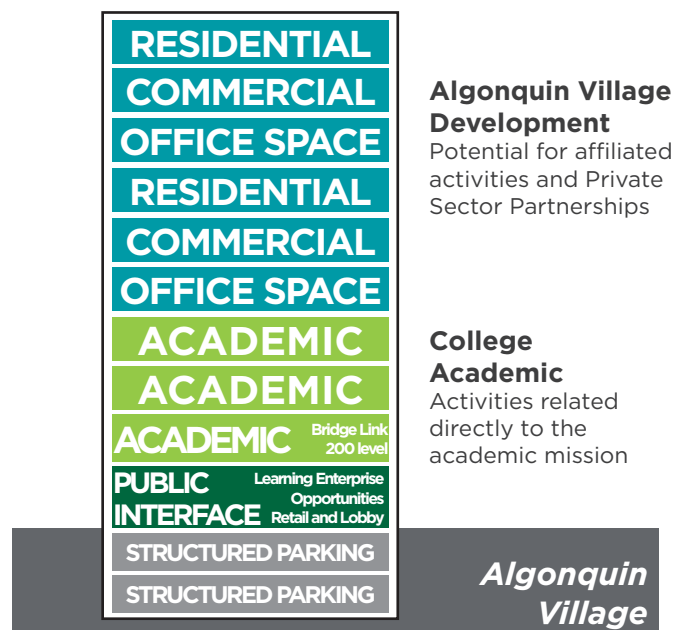 RESIDENTIAL
COMMERCIAL
OFFICE SPACE
RESIDENTIAL
COMMERCIAL
OFFICE SPACE
ACADEMIC
ACADEMIC
ACADEMIC
Bridge Link
200 level
PUBLIC
INTERFACE
Learning Enterprise
Opportunities
Retail and Lobby
STRUCTURED PARKING
STRUCTURED PARKING
Algonquin Village
Development
Potential for affiliated
activities and Private
Sector Partnerships
College
Academic
Activities related
directly to the
academic mission
Algonquin
Village